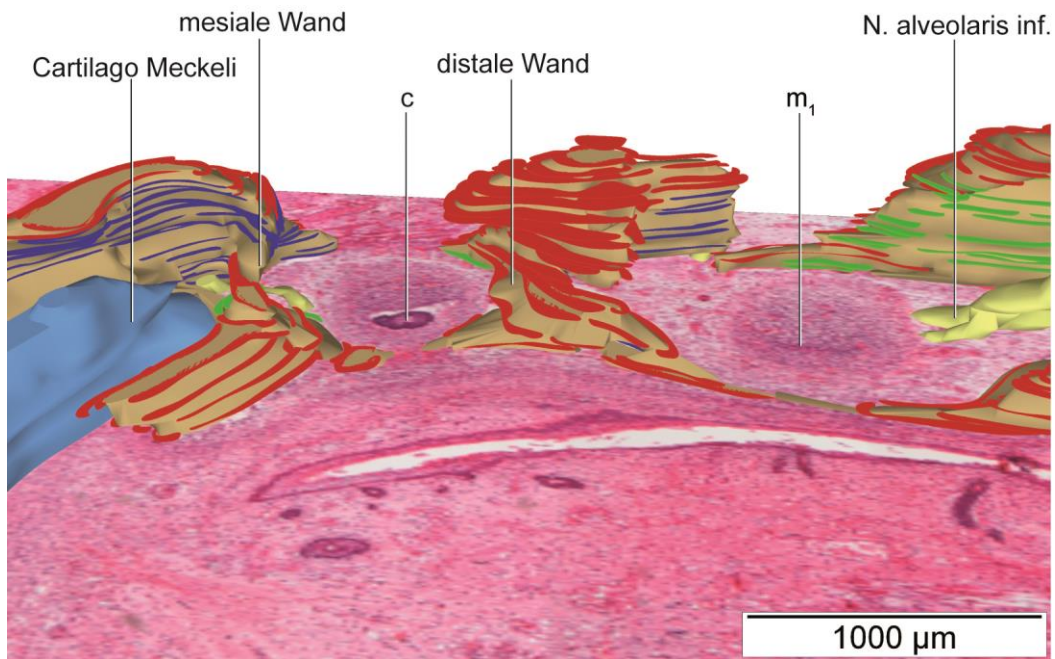 mesiale Wand
N. alveolaris inf.
Cartilago Meckeli
distale Wand
c
m₁
1000 µm